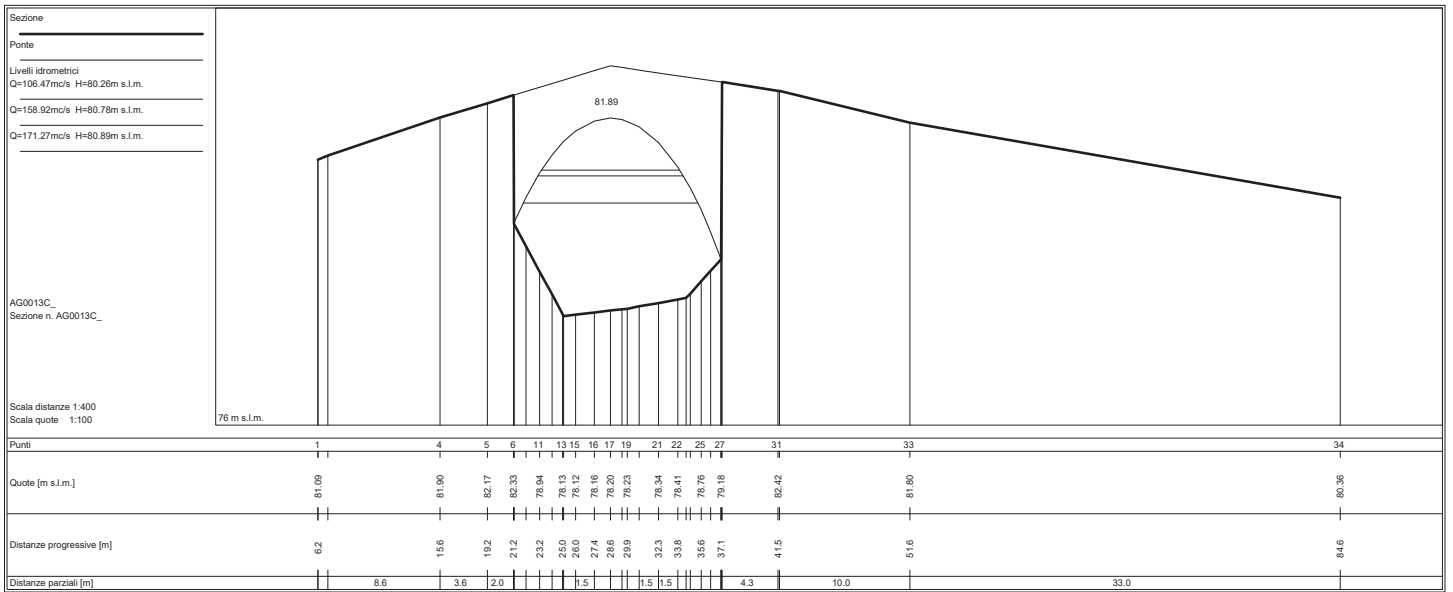 Sezione
Ponte
Livelli idrometrici
Q=106.47mc/s H=80.26m s.l.m.
Q=158.92mc/s H=80.78m s.l.m.
Q=171.27mc/s H=80.89m s.l.m.
81.89
AG0013C_
Sezione n. AG0013C_
Scala distanze 1:400
Scala quote 1:100
76 m s.l.m.
Punti 1 4 5 6 11 13 15 16 17 19 21 22 25 27 31 33 34
Quote [m s.l.m.] 81.09 81.90 82.17 82.33 78.94 78.13 78.12 78.16 78.20 78.23 78.34 78.41 78.76 79.18 82.42 81.80 80.36
Distanze progressive [m] 6.2 15.6 19.2 21.2 23.2 25.0 26.0 27.4 28.6 29.9 32.3 33.8 35.6 37.1 41.5 51.6 84.6
Distanze parziali [m] 8.6 3.6 2.0 1.5 1.5 1.5 4.3 10.0 33.0